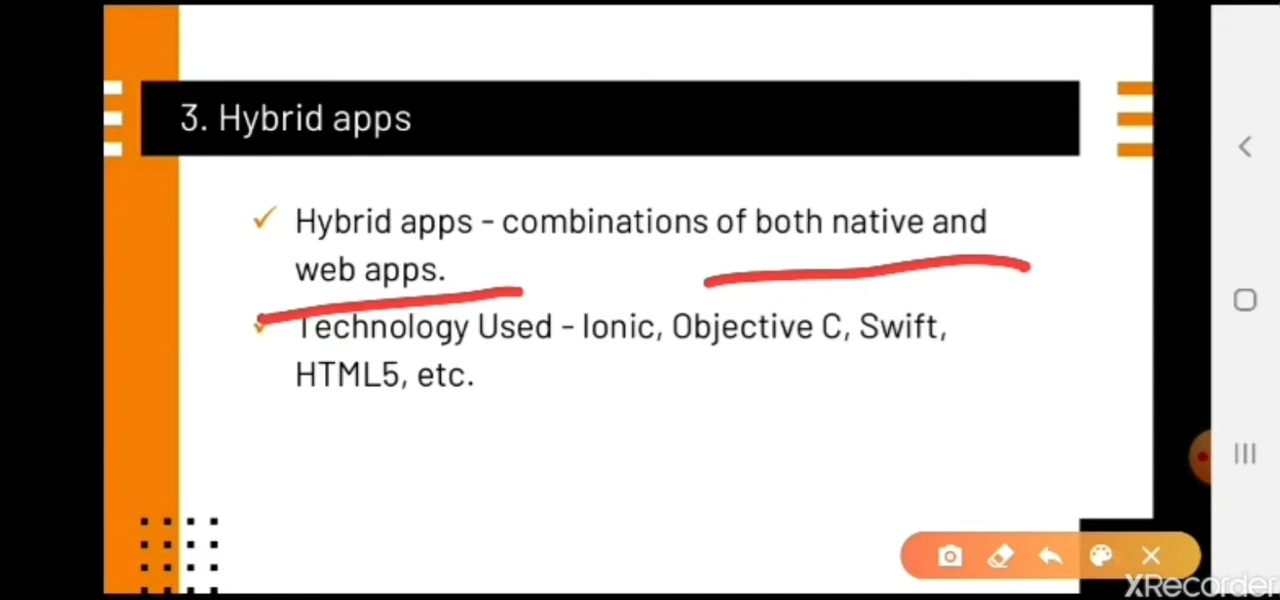 3. Hybrid apps
Hybrid apps - combinations of both native and
web apps.
Technology Used - Ionic, Objective C, Swift,
HTML5, etc.
XRecorder